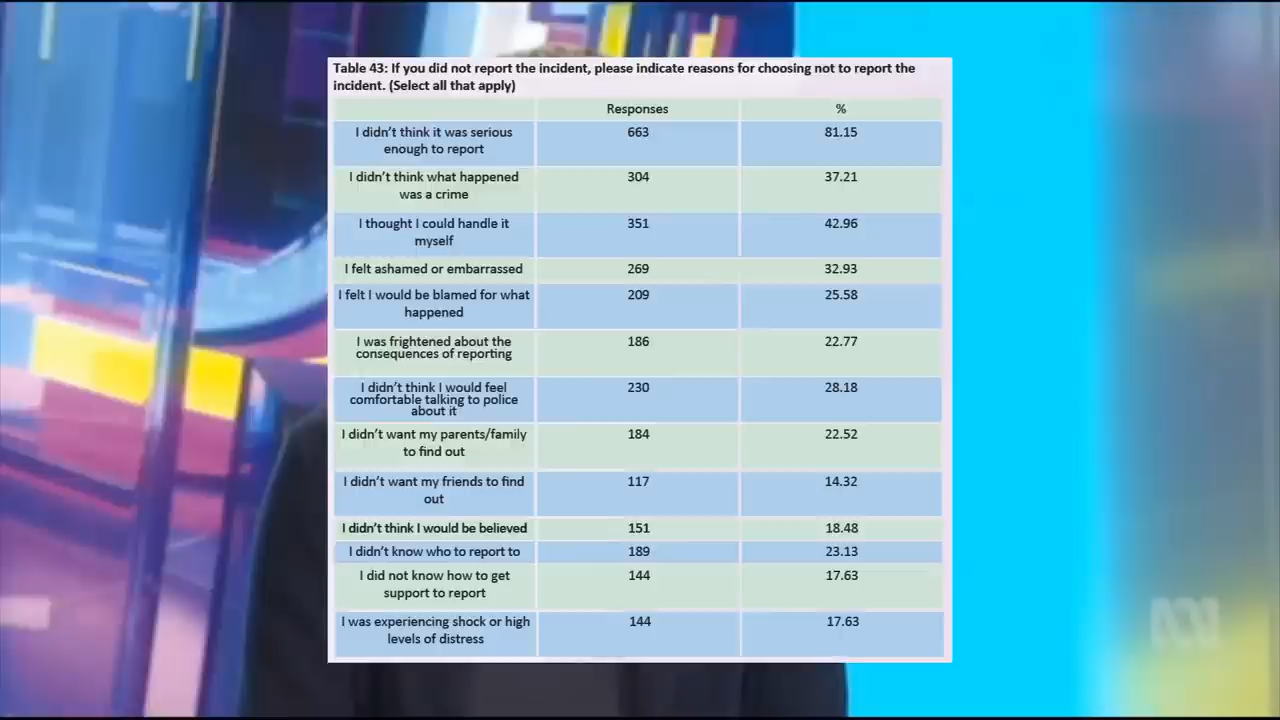 Table 43: If you did not report the incident, please indicate reasons for choosing not to report the
incident. (Select all that apply)
Responses %
I didn't think it was serious
enough to report
663 81.15
I didn't think what happened
was a crime
304 37.21
I thought I could handle it
myself
351 42.96
I felt ashamed or embarrassed 269 32.93
I felt I would be blamed for what
happened
209 25.58
I was frightened about the
consequences of reporting
186 22.77
I didn't think I would feel
comfortable talking to police
about it
230 28.18
I didn't want my parents/family
to find out
184 22.52
I didn't want my friends to find
out
117 14.32
I didn't think I would be believed 151 18.48
I didn't know who to report to 189 23.13
I did not know how to get
support to report
144 17.63
I was experiencing shock or high
levels of distress
144 17.63